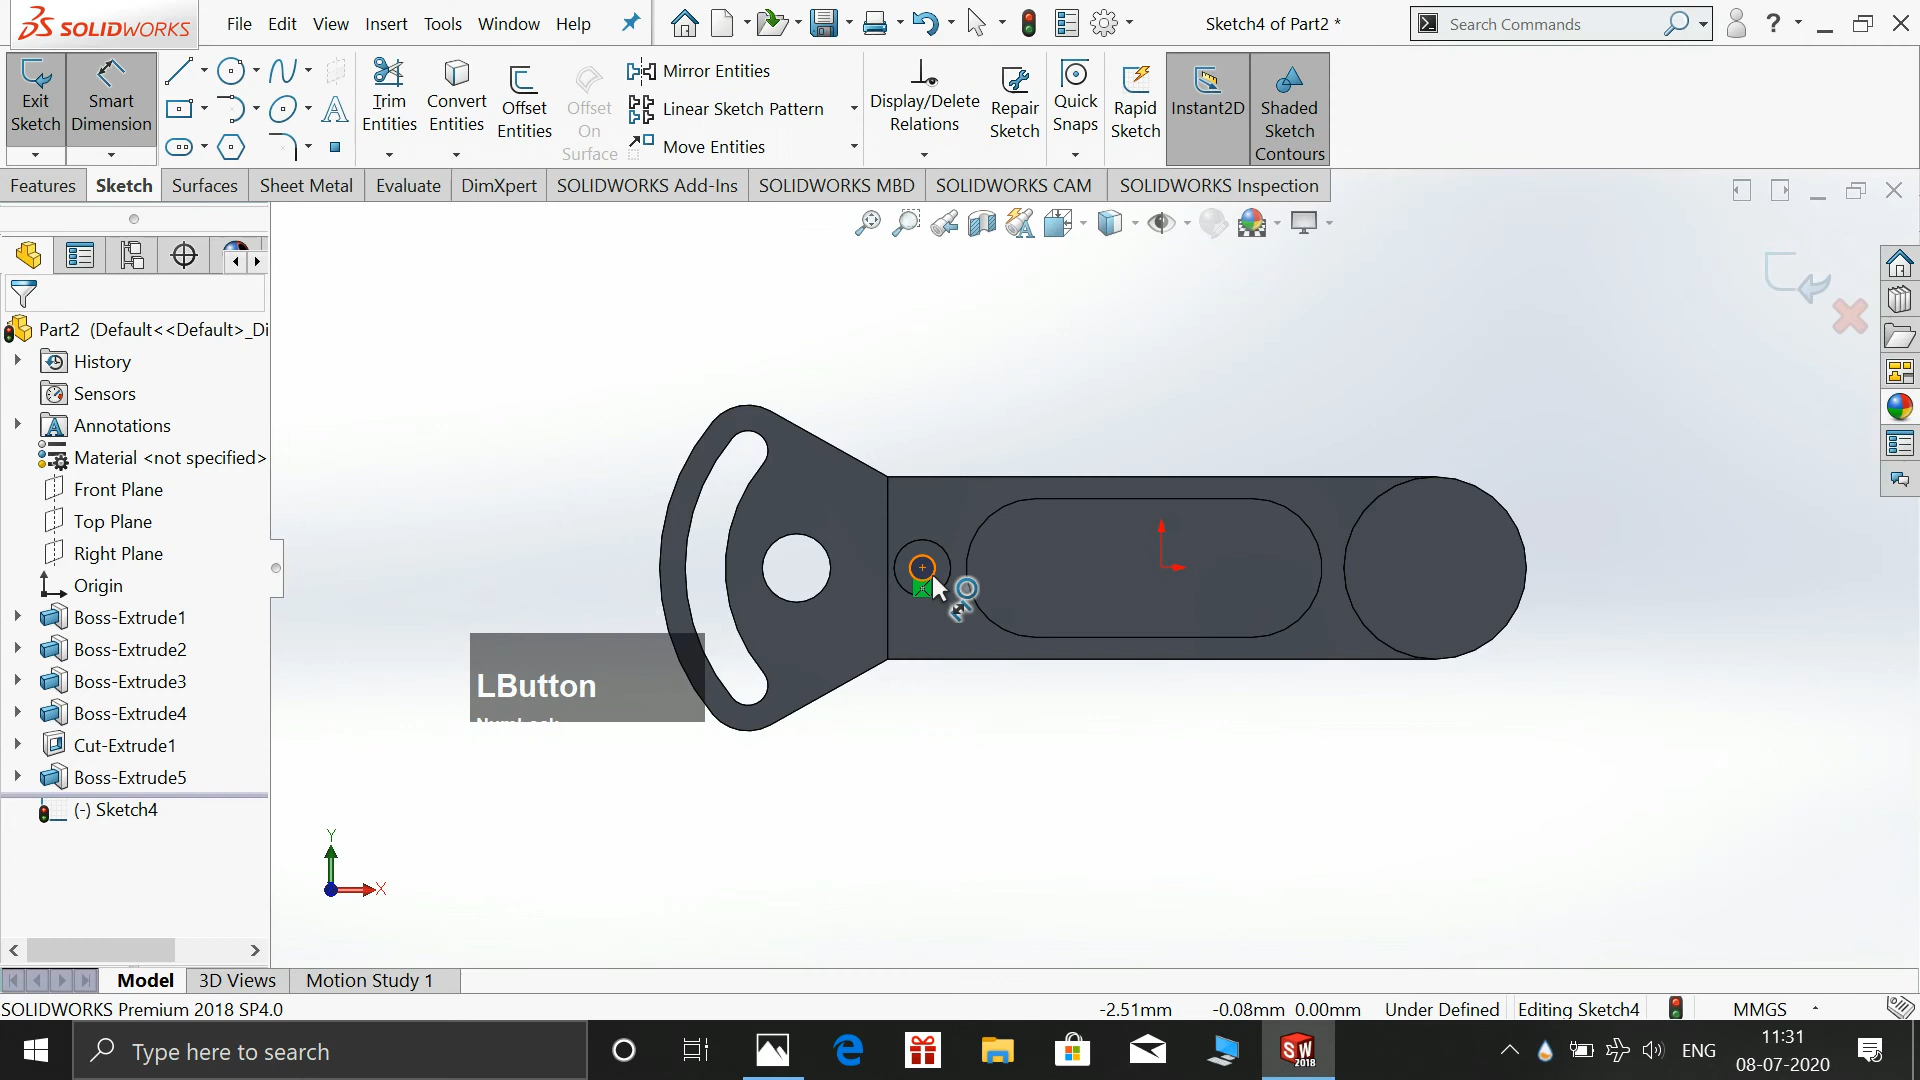 SOLIDWORKS
File Edit View Insert Tools Window Help
Sketch4 of Part2 *
Search Commands
?
Exit Sketch
Smart Dimension
Trim Entities
Convert Entities
Offset Entities
Offset On Surface
Mirror Entities
Linear Sketch Pattern
Move Entities
Display/Delete Relations
Repair Sketch
Quick Snaps
Rapid Sketch
Instant2D
Shaded Sketch Contours
Features Sketch Surfaces Sheet Metal Evaluate DimXpert SOLIDWORKS Add-Ins SOLIDWORKS MBD SOLIDWORKS CAM SOLIDWORKS Inspection
Part2 (Default<<Default>_Di
History
Sensors
Annotations
Material <not specified>
Front Plane
Top Plane
Right Plane
Origin
Boss-Extrude1
Boss-Extrude2
Boss-Extrude3
Boss-Extrude4
Cut-Extrude1
Boss-Extrude5
(-) Sketch4
LButton
NumLock
Y
X
Model 3D Views Motion Study 1
SOLIDWORKS Premium 2018 SP4.0
-2.51mm -0.08mm 0.00mm Under Defined Editing Sketch4 MMGS
Type here to search
SW
2018
ENG
11:31
08-07-2020